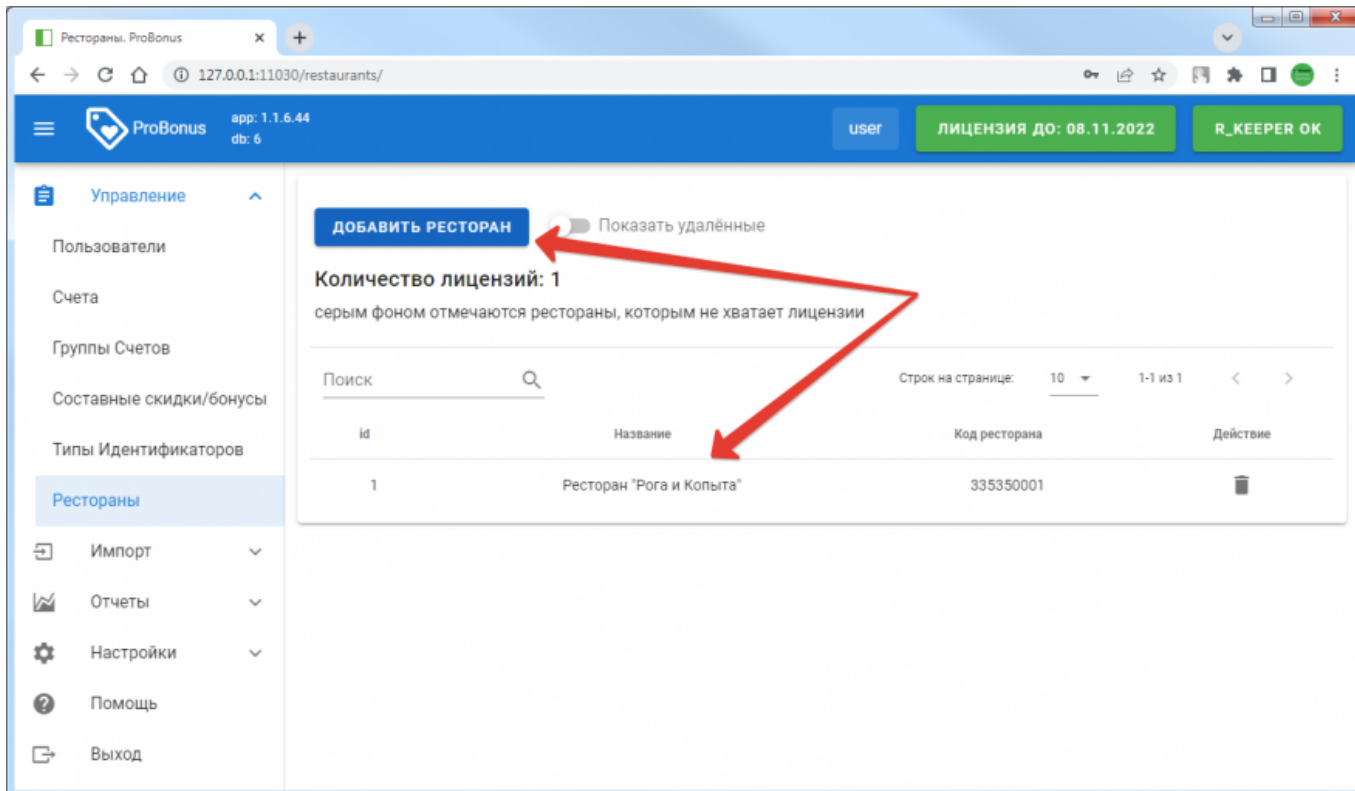 Рестораны. ProBonus
127.0.0.1:11030/restaurants/
ProBonus
app: 1.1.6.44
db: 6
user
ЛИЦЕНЗИЯ ДО: 08.11.2022
R_KEEPER OK
Управление
Пользователи
Счета
Группы Счетов
Составные скидки/бонусы
Типы Идентификаторов
Рестораны
Импорт
Отчеты
Настройки
Помощь
Выход
ДОБАВИТЬ РЕСТОРАН
Показать удалённые
Количество лицензий: 1
серым фоном отмечаются рестораны, которым не хватает лицензии
Поиск
Строк на странице: 10 1-1 из 1
id Название Код ресторана Действие
1 Ресторан "Рога и Копыта" 335350001